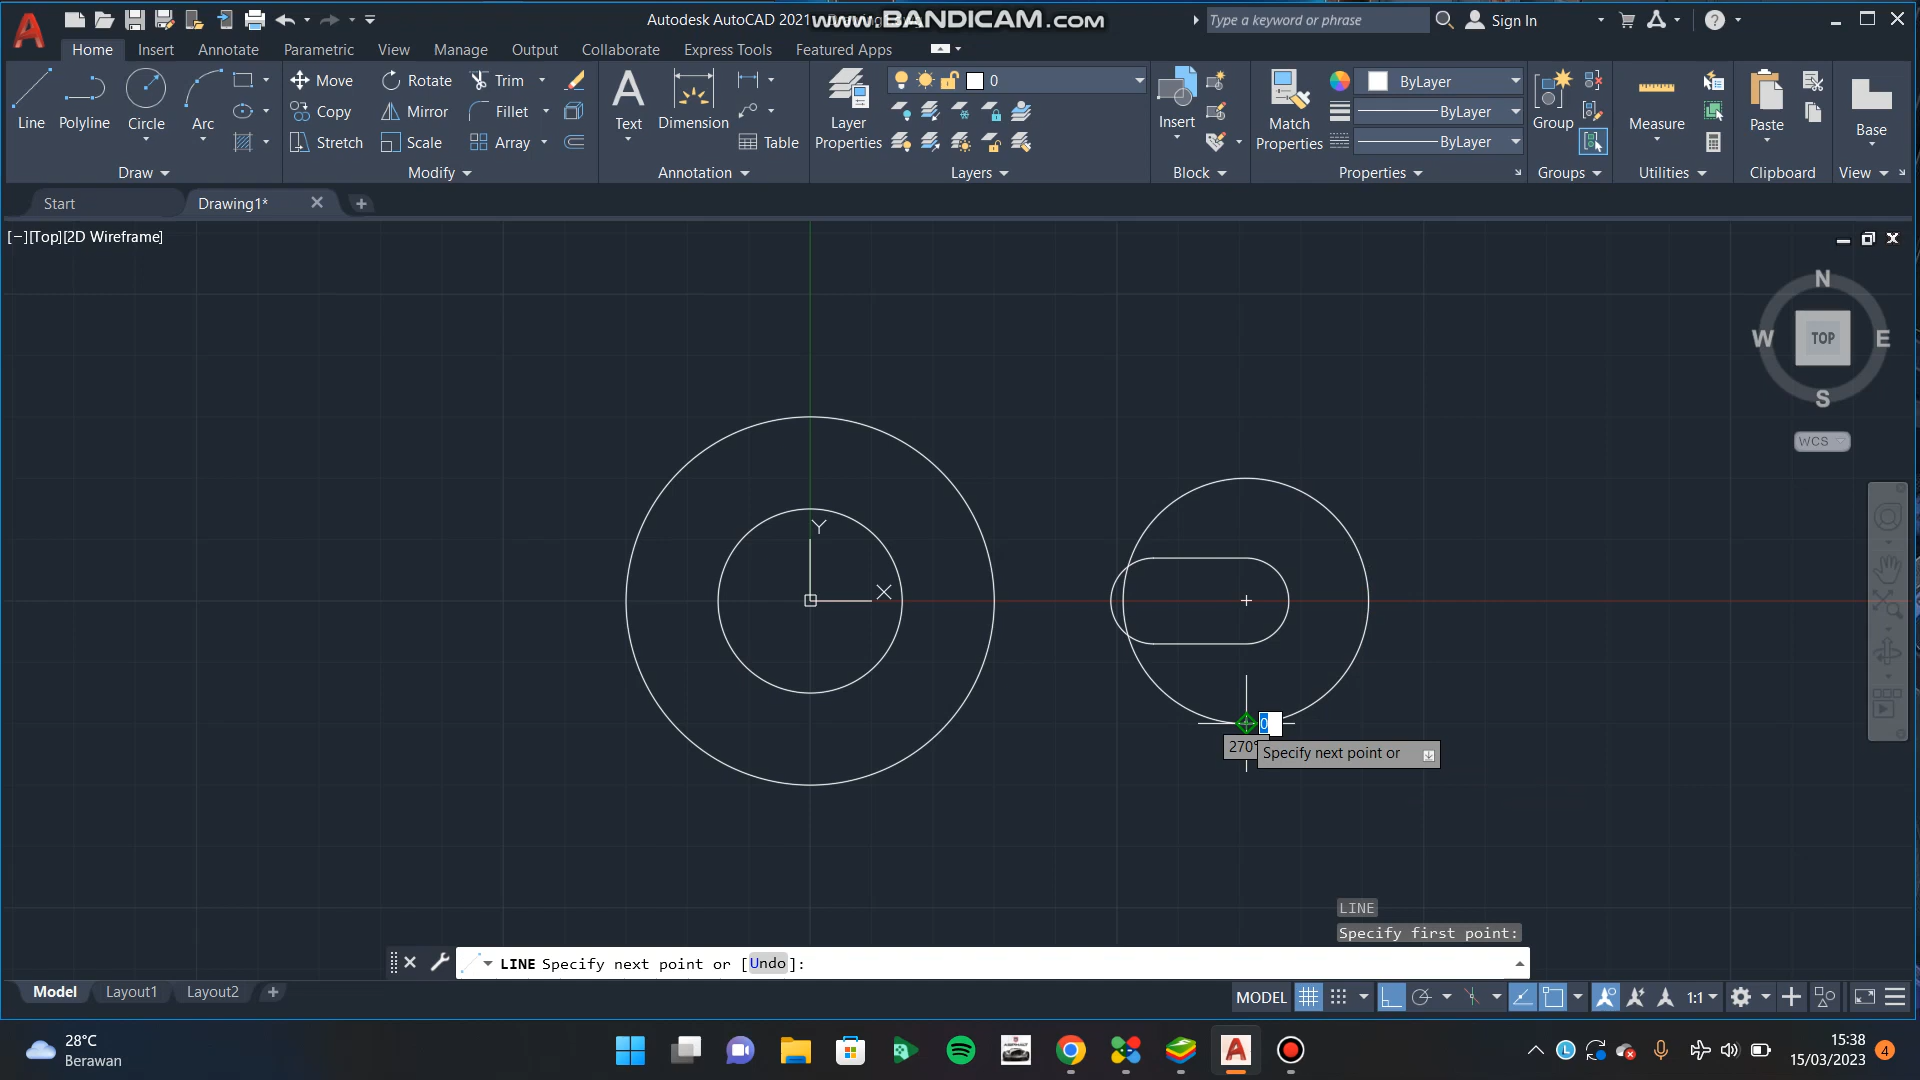 Autodesk AutoCAD 2021
www.BANDICAM.com
Type a keyword or phrase
Sign In
Home
Insert
Annotate
Parametric
View
Manage
Output
Collaborate
Express Tools
Featured Apps
Line
Polyline
Circle
Arc
Move
Rotate
Trim
Copy
Mirror
Fillet
Stretch
Scale
Array
Text
Dimension
Table
Layer
Properties
0
Insert
Match
Properties
ByLayer
ByLayer
ByLayer
Group
Measure
Paste
Base
Draw
Modify
Annotation
Layers
Block
Properties
Groups
Utilities
Clipboard
View
Start
Drawing1*
[−][Top][2D Wireframe]
N
W
TOP
E
S
WCS
Y
X
0
270°
Specify next point or
LINE
Specify first point:
LINE Specify next point or [Undo]:
Model
Layout1
Layout2
MODEL
1:1
28°C
Berawan
15:38
15/03/2023
4